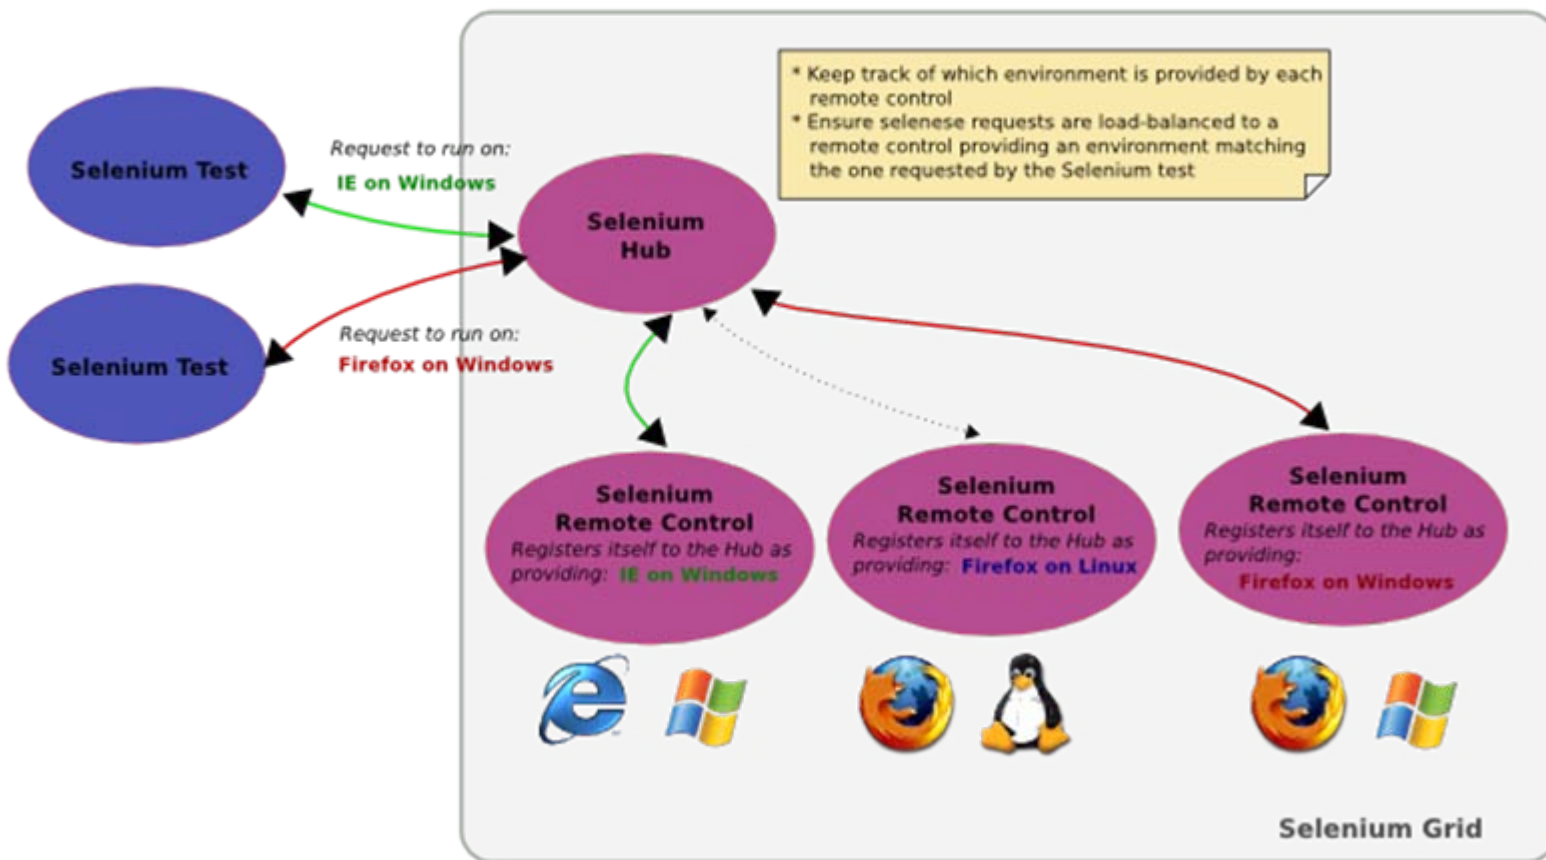 * Keep track of which environment is provided by each
remote control
* Ensure selenese requests are load-balanced to a
remote control providing an environment matching
the one requested by the Selenium test
Selenium Test
Request to run on:
IE on Windows
Selenium
Hub
Selenium Test
Request to run on:
Firefox on Windows
Selenium
Remote Control
Registers itself to the Hub as
providing: IE on Windows
Selenium
Remote Control
Registers itself to the Hub as
providing: Firefox on Linux
Selenium
Remote Control
Registers itself to the Hub as
providing:
Firefox on Windows
Selenium Grid